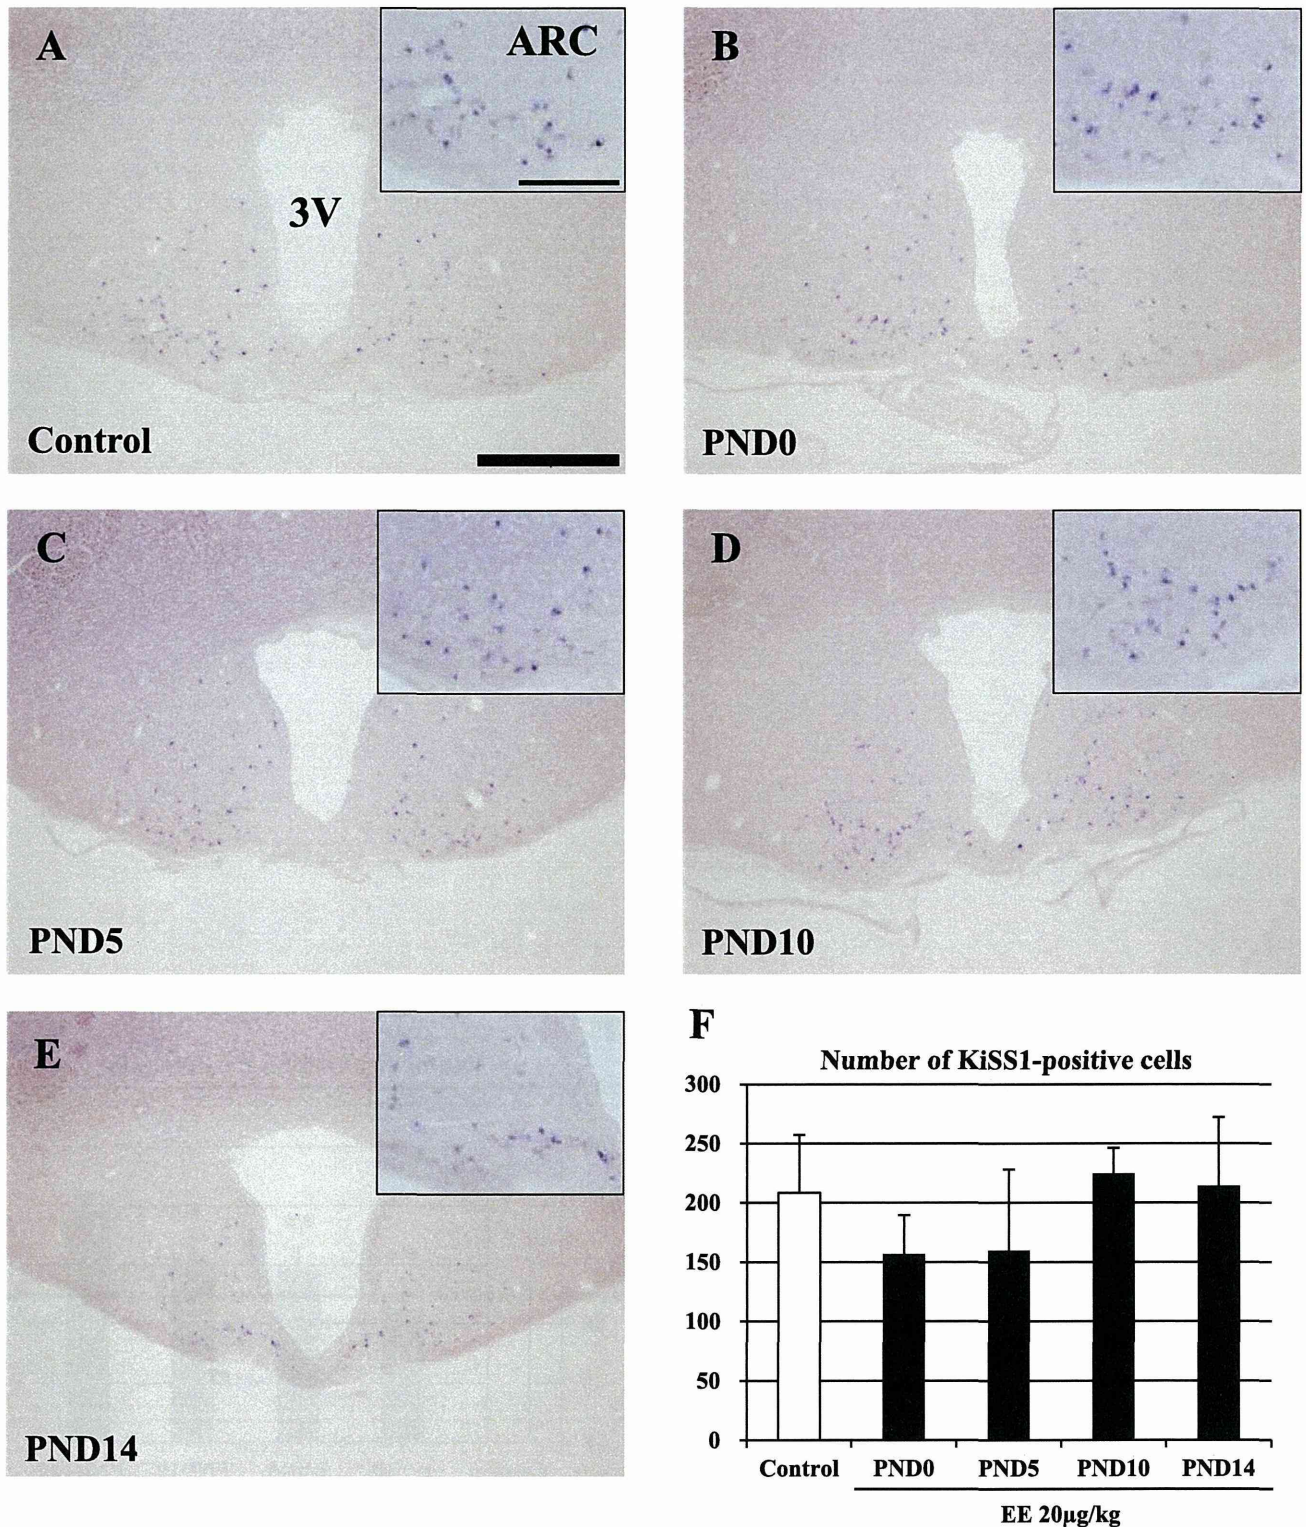 A
ARC
3V
Control
B
PND0
C
PND5
D
PND10
E
PND14
F
Number of KiSS1-positive cells
300
250
200
150
100
50
0
Control PND0 PND5 PND10 PND14
EE 20µg/kg